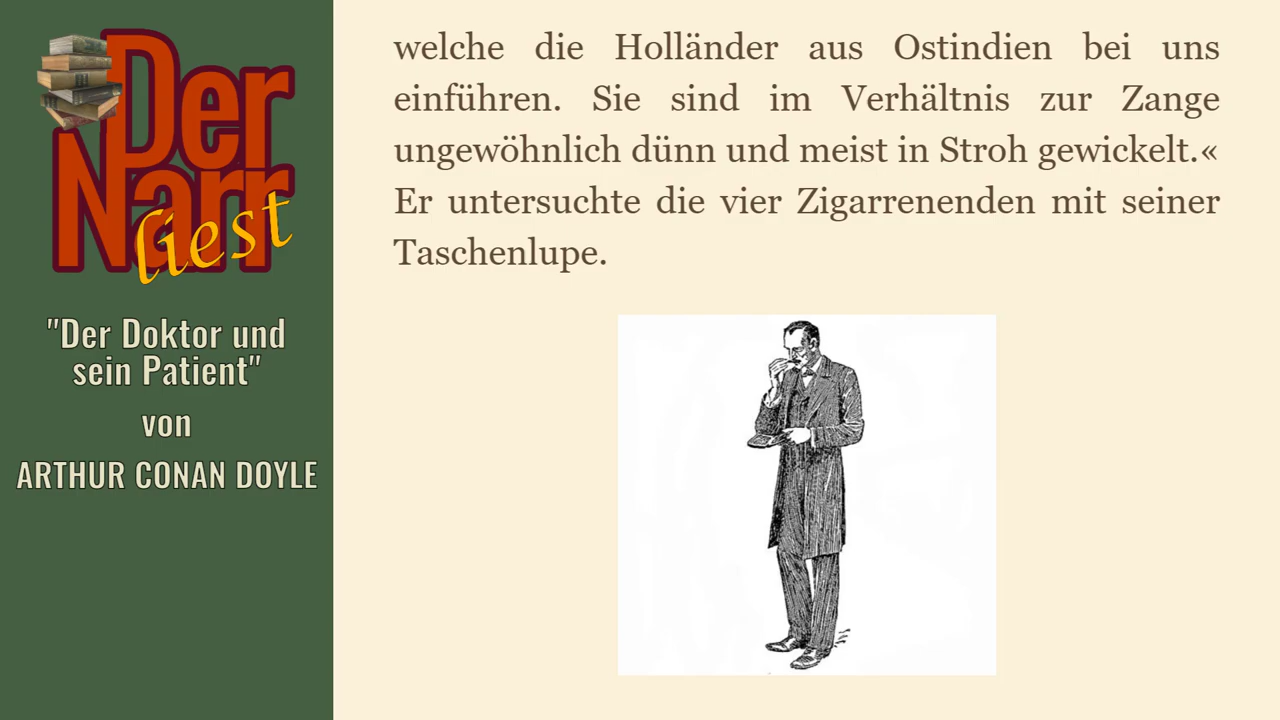 Der
Narr
liest
"Der Doktor und
sein Patient"
von
ARTHUR CONAN DOYLE
welche die Holländer aus Ostindien bei uns
einführen. Sie sind im Verhältnis zur Zange
ungewöhnlich dünn und meist in Stroh gewickelt.«
Er untersuchte die vier Zigarrenenden mit seiner
Taschenlupe.